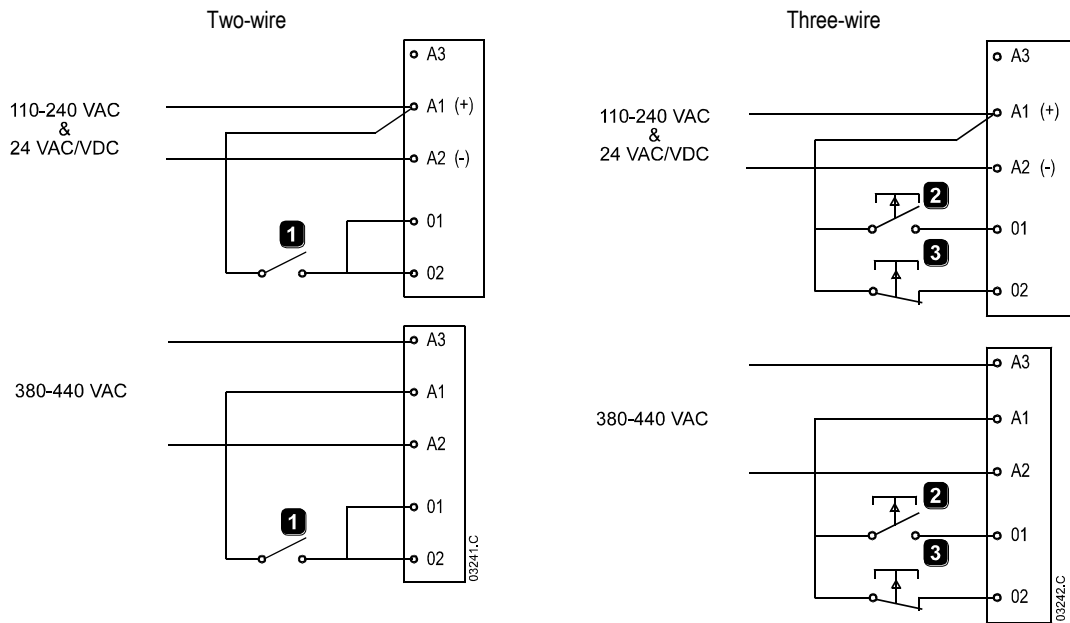 Two-wire
A3
110-240 VAC
&
24 VAC/VDC
A1 (+)
A2 (-)
01
1
02
A3
380-440 VAC
A1
A2
01
1
02
03241.C
Three-wire
A3
110-240 VAC
&
24 VAC/VDC
A1 (+)
A2 (-)
2
01
3
02
A3
380-440 VAC
A1
A2
2
01
3
02
03242.C